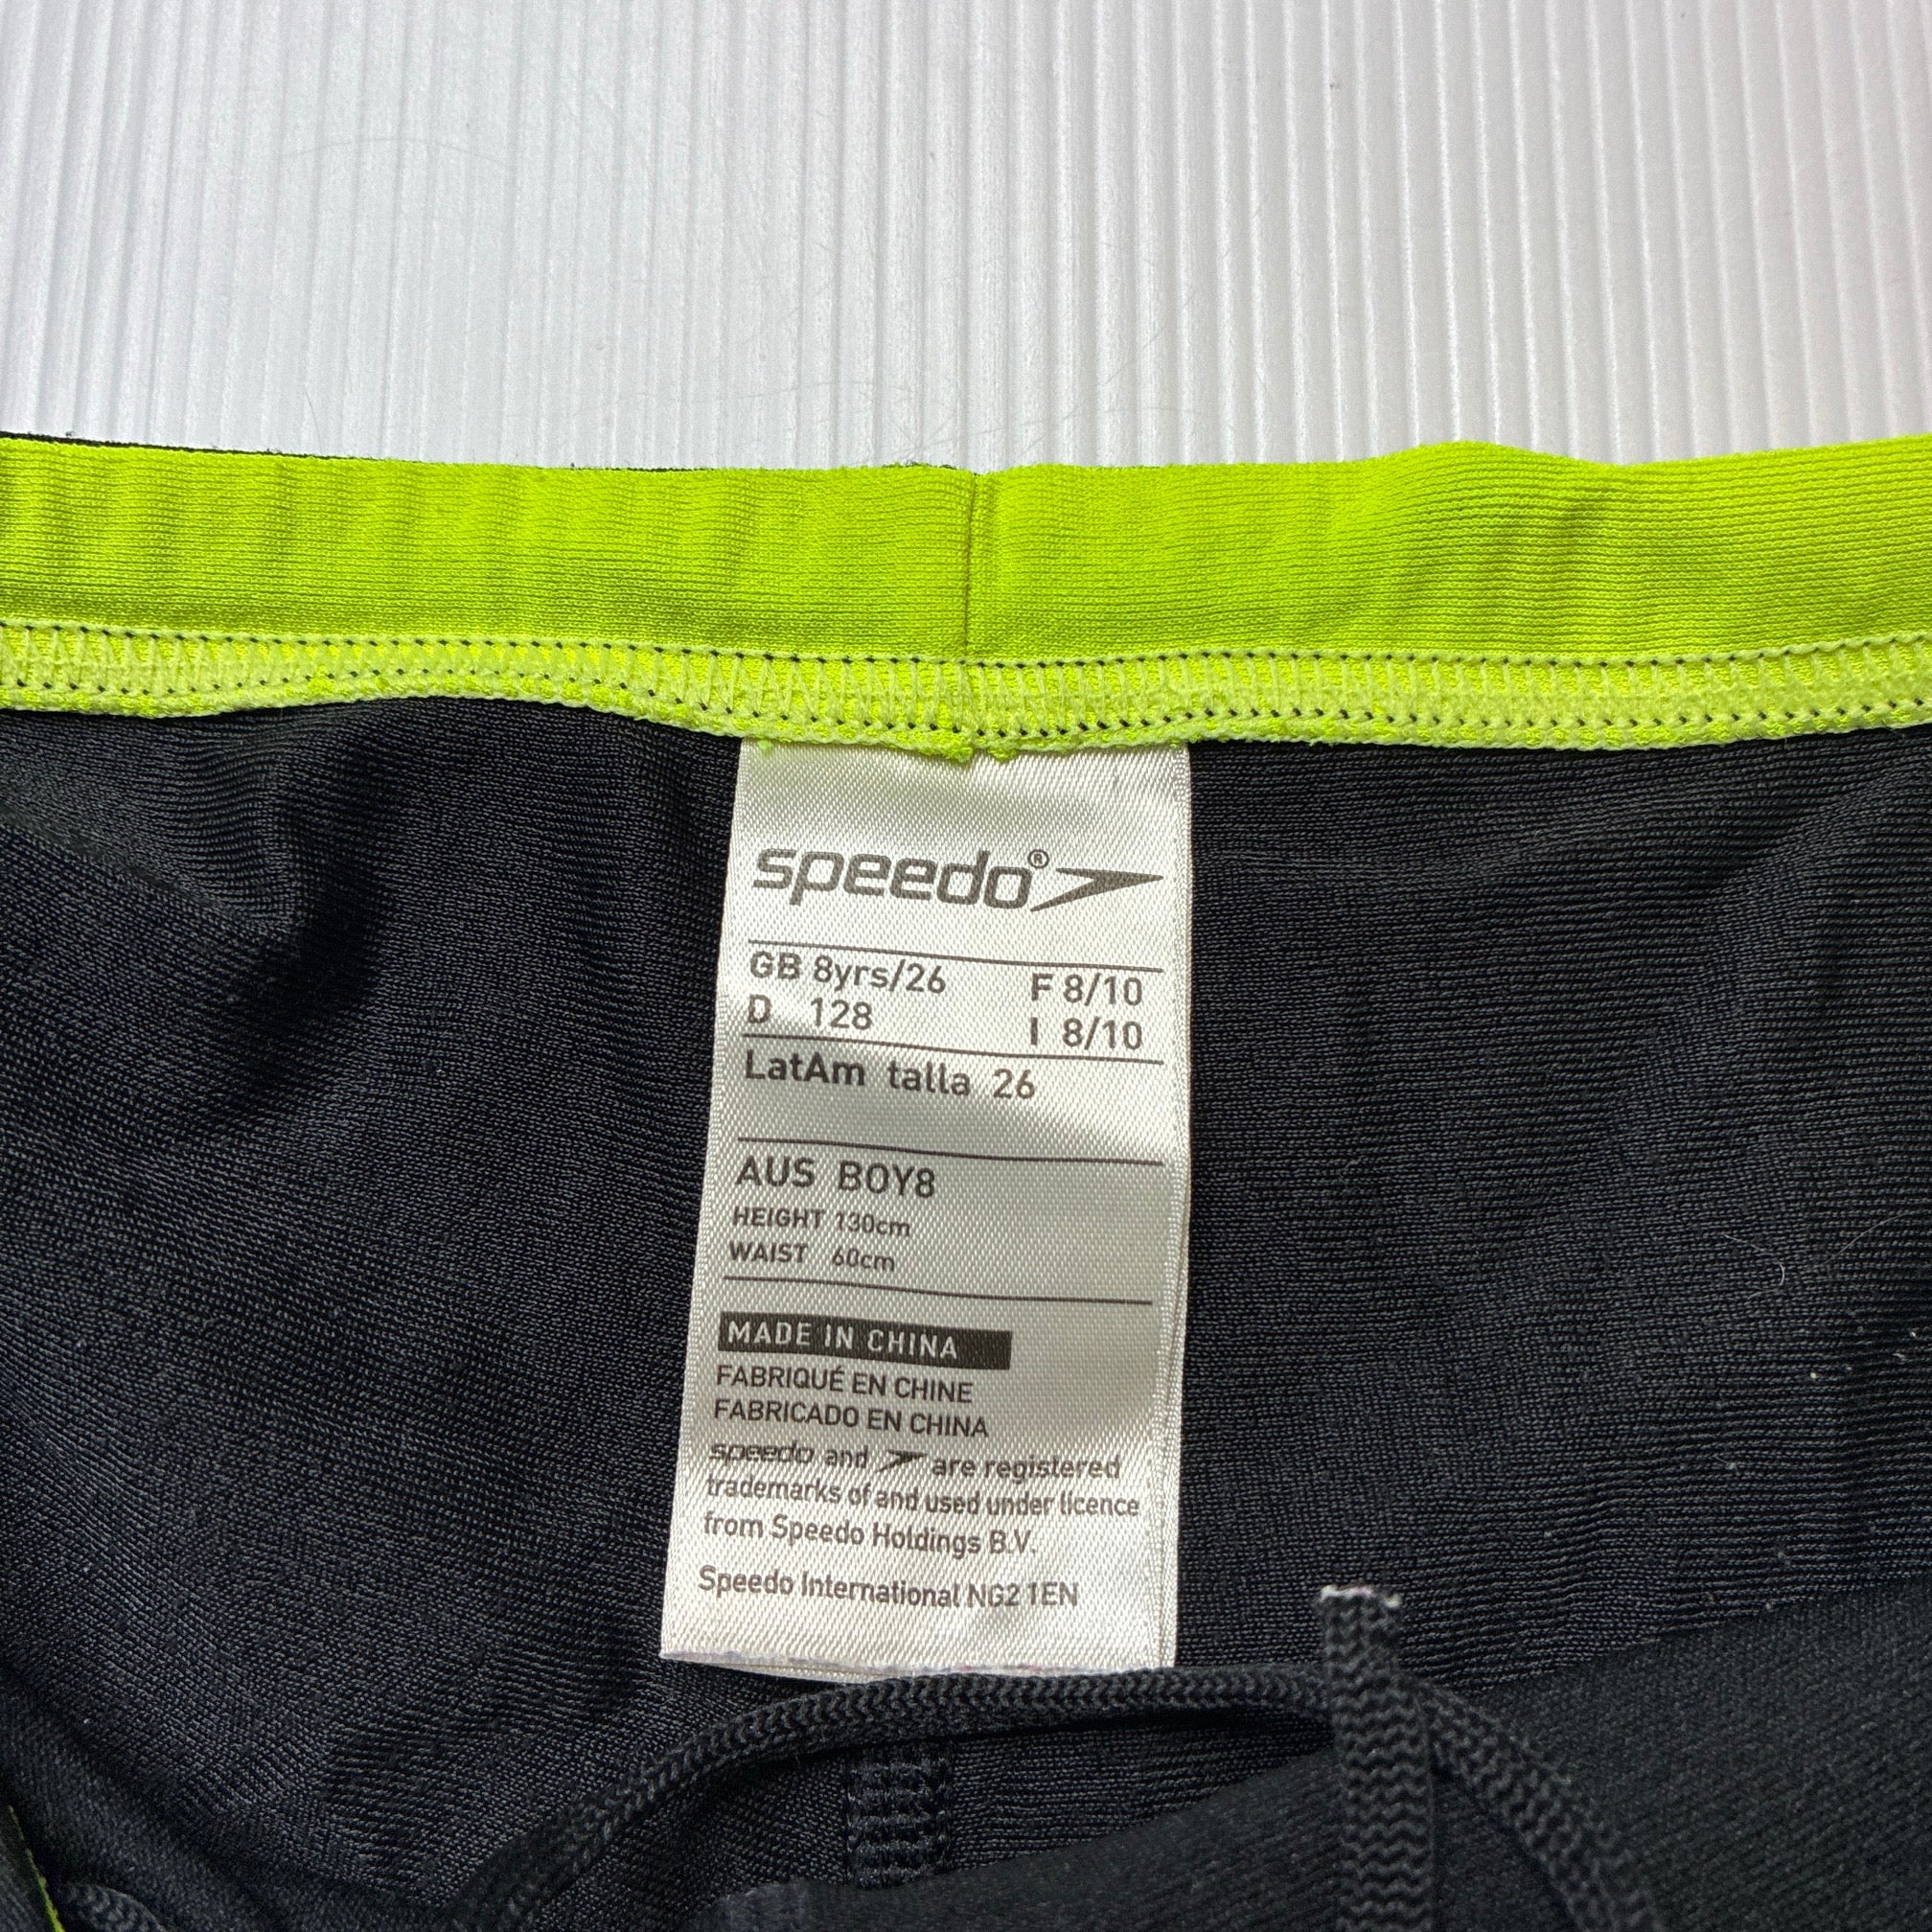 speedo®
GB 8yrs/26 F 8/10
D 128 I 8/10
LatAm talla 26
AUS BOY8
HEIGHT 130cm
WAIST 60cm
MADE IN CHINA
FABRIQUÉ EN CHINE
FABRICADO EN CHINA
speedo and are registered
trademarks of and used under licence
from Speedo Holdings B.V.
Speedo International NG2 1EN